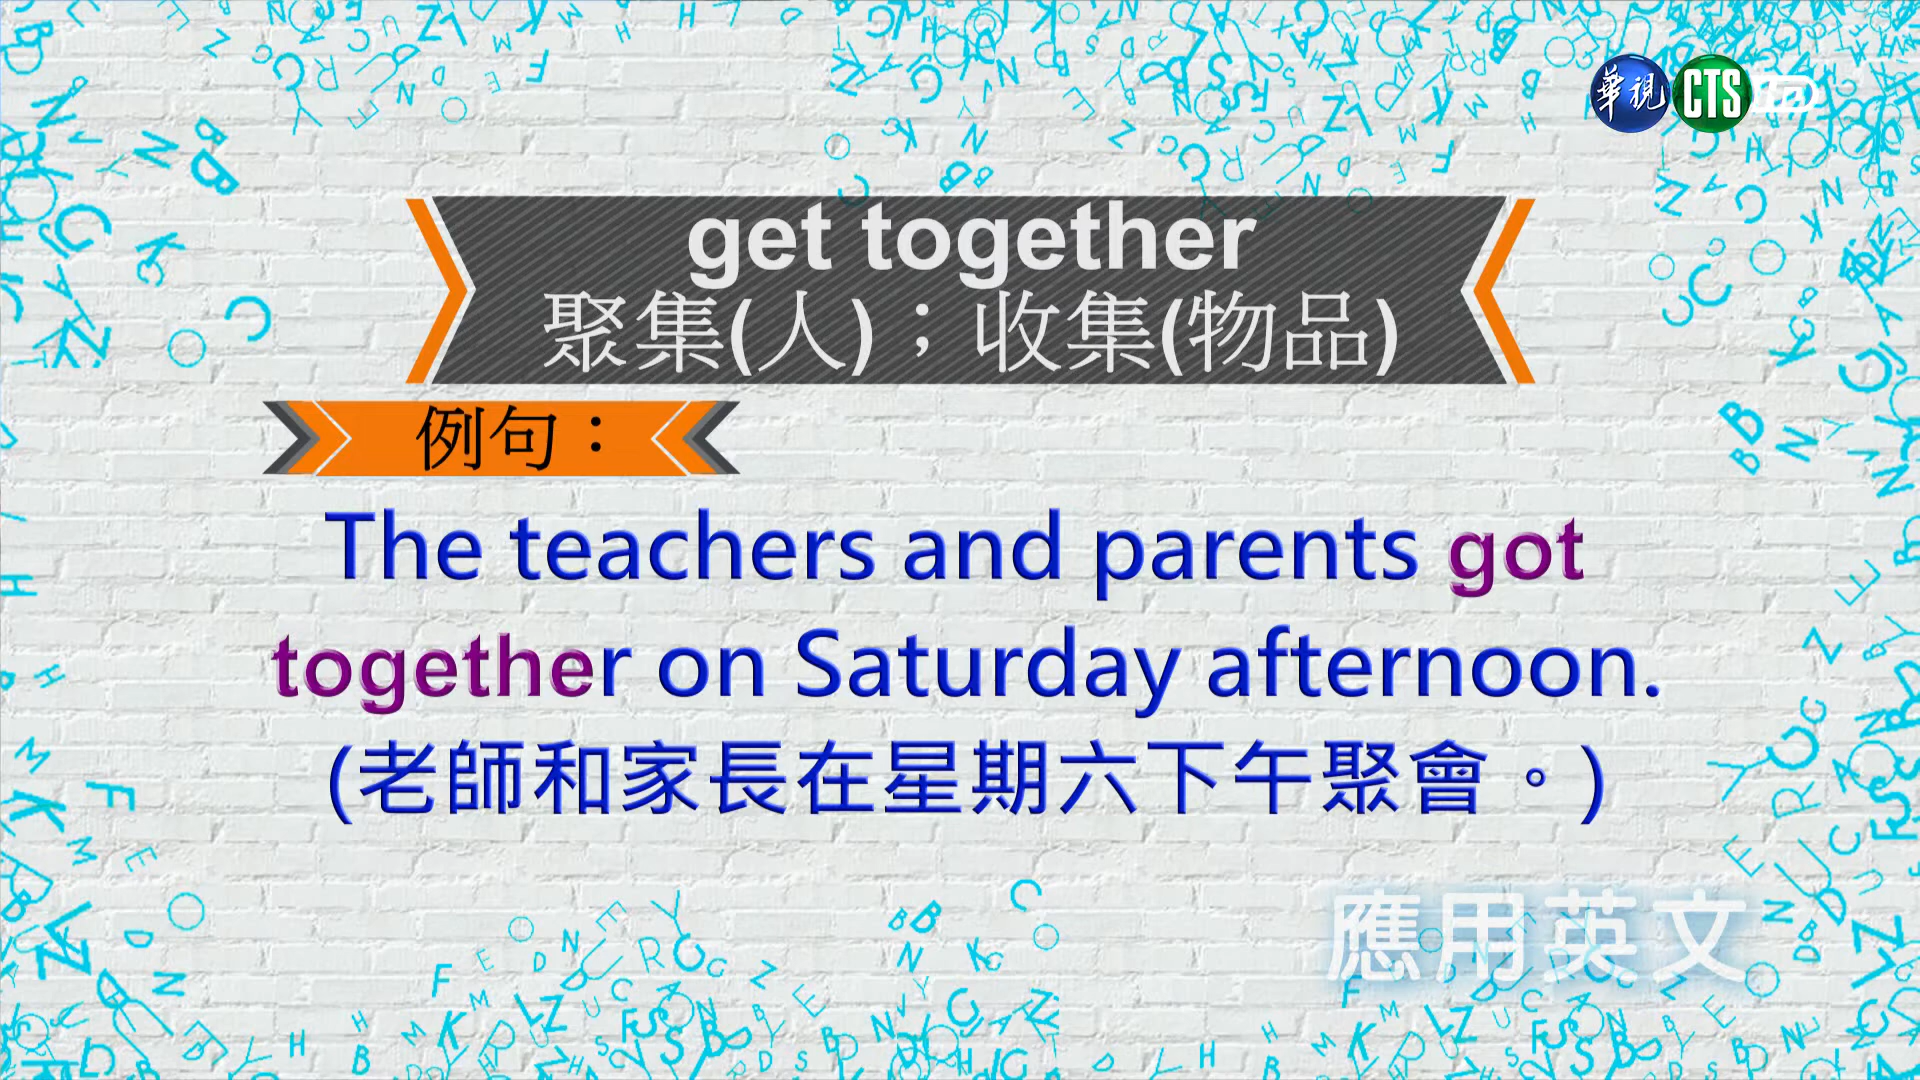 華視 CTS
get together
聚集(人)；收集(物品)
例句：
The teachers and parents got
together on Saturday afternoon.
(老師和家長在星期六下午聚會。)
應用英文